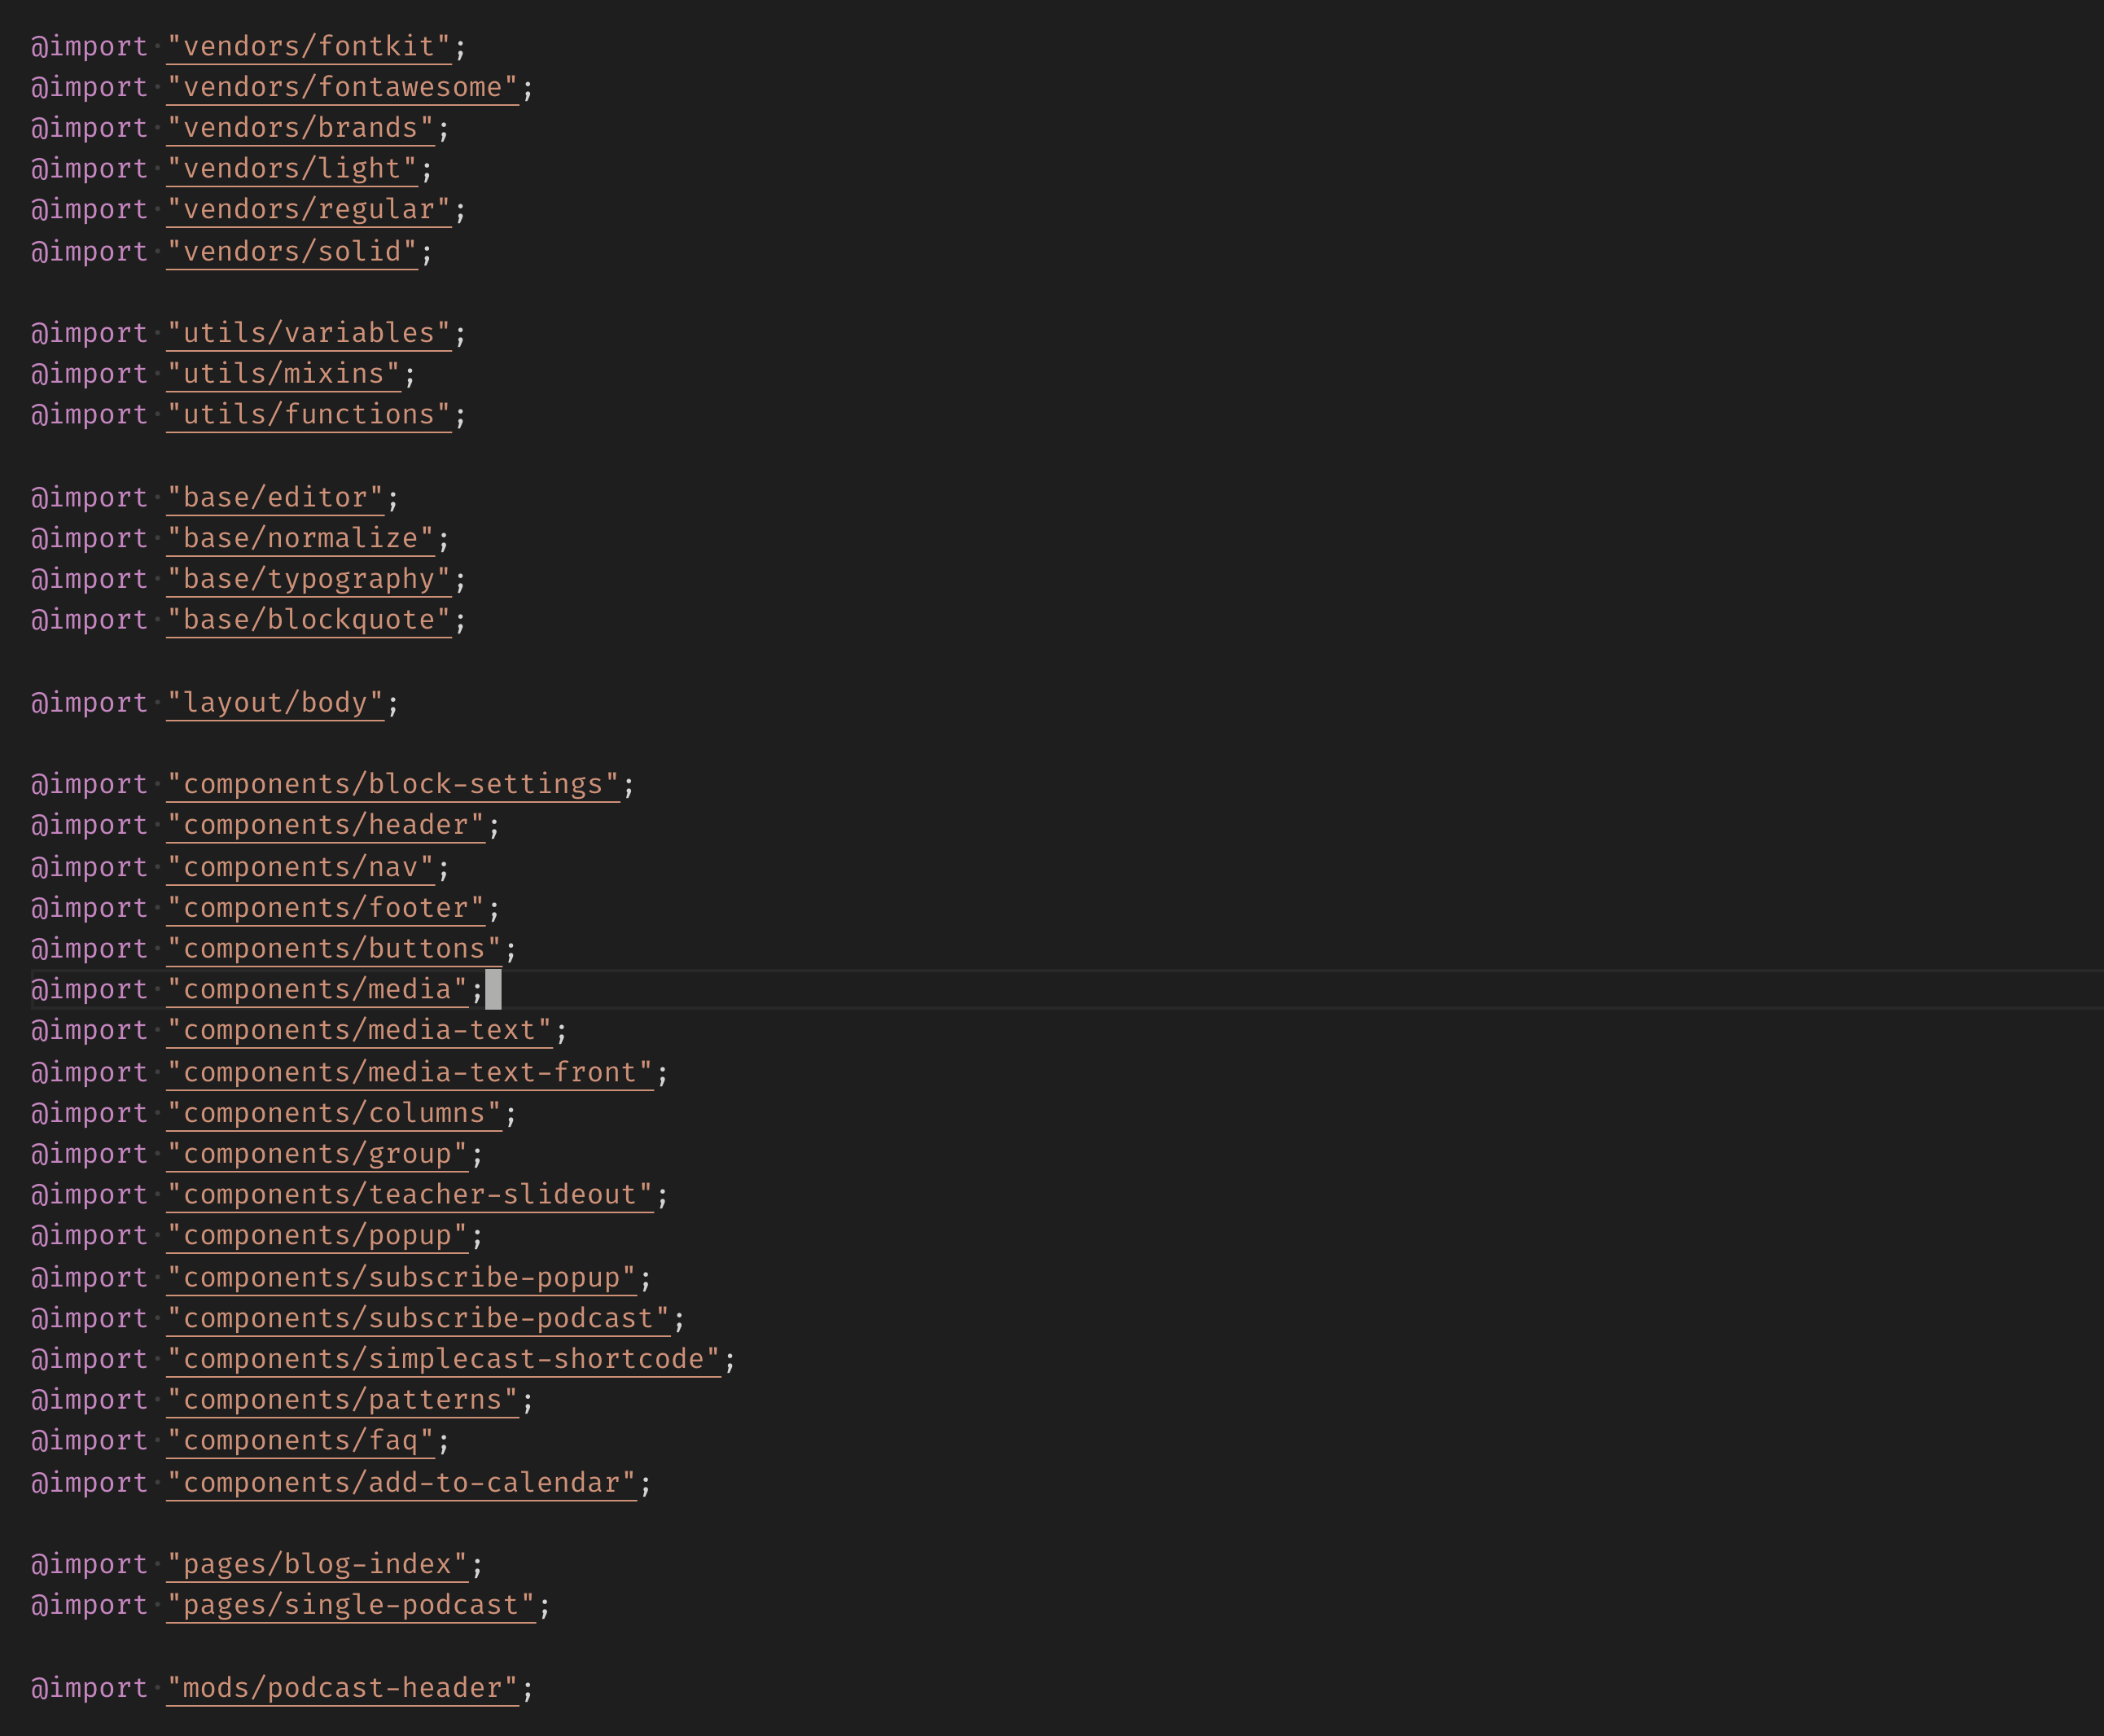 @import "vendors/fontkit";
@import "vendors/fontawesome";
@import "vendors/brands";
@import "vendors/light";
@import "vendors/regular";
@import "vendors/solid";

@import "utils/variables";
@import "utils/mixins";
@import "utils/functions";

@import "base/editor";
@import "base/normalize";
@import "base/typography";
@import "base/blockquote";

@import "layout/body";

@import "components/block-settings";
@import "components/header";
@import "components/nav";
@import "components/footer";
@import "components/buttons";
@import "components/media";
@import "components/media-text";
@import "components/media-text-front";
@import "components/columns";
@import "components/group";
@import "components/teacher-slideout";
@import "components/popup";
@import "components/subscribe-popup";
@import "components/subscribe-podcast";
@import "components/simplecast-shortcode";
@import "components/patterns";
@import "components/faq";
@import "components/add-to-calendar";

@import "pages/blog-index";
@import "pages/single-podcast";

@import "mods/podcast-header";